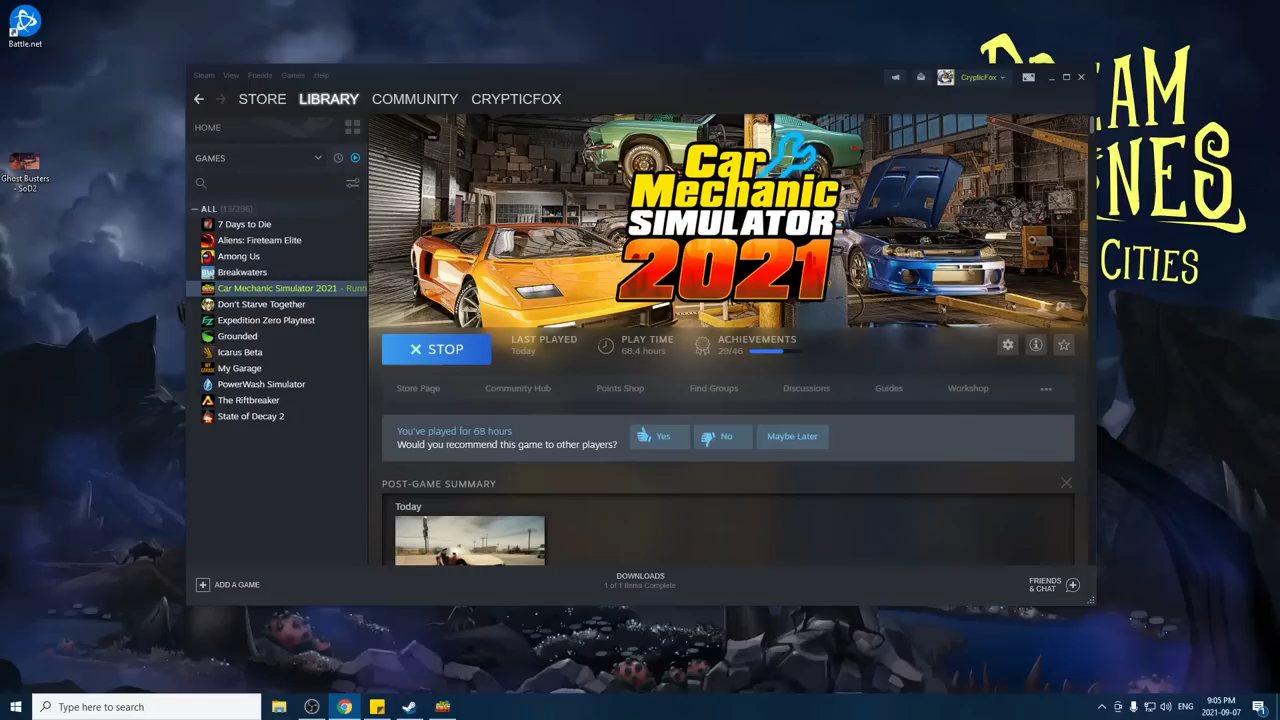 Battle.net
Ghost Busters
- SoD2
AM
NES
CITIES
Steam View Friends Games Help
CrypticFox
STORE LIBRARY COMMUNITY CRYPTICFOX
HOME
GAMES
— ALL (13/296)
7 Days to Die
Aliens: Fireteam Elite
Among Us
Breakwaters
Car Mechanic Simulator 2021 - Runn
Don't Starve Together
Expedition Zero Playtest
Grounded
Icarus Beta
My Garage
PowerWash Simulator
The Riftbreaker
State of Decay 2
ADD A GAME
Car
Mechanic
SIMULATOR
2021
STOP
LAST PLAYED
Today
PLAY TIME
68.4 hours
ACHIEVEMENTS
29/46
Store Page Community Hub Points Shop Find Groups Discussions Guides Workshop
You've played for 68 hours
Would you recommend this game to other players?
Yes No Maybe Later
POST-GAME SUMMARY
Today
DOWNLOADS
1 of 1 Items Complete
FRIENDS
& CHAT
Type here to search
ENG
9:05 PM
2021-09-07
1